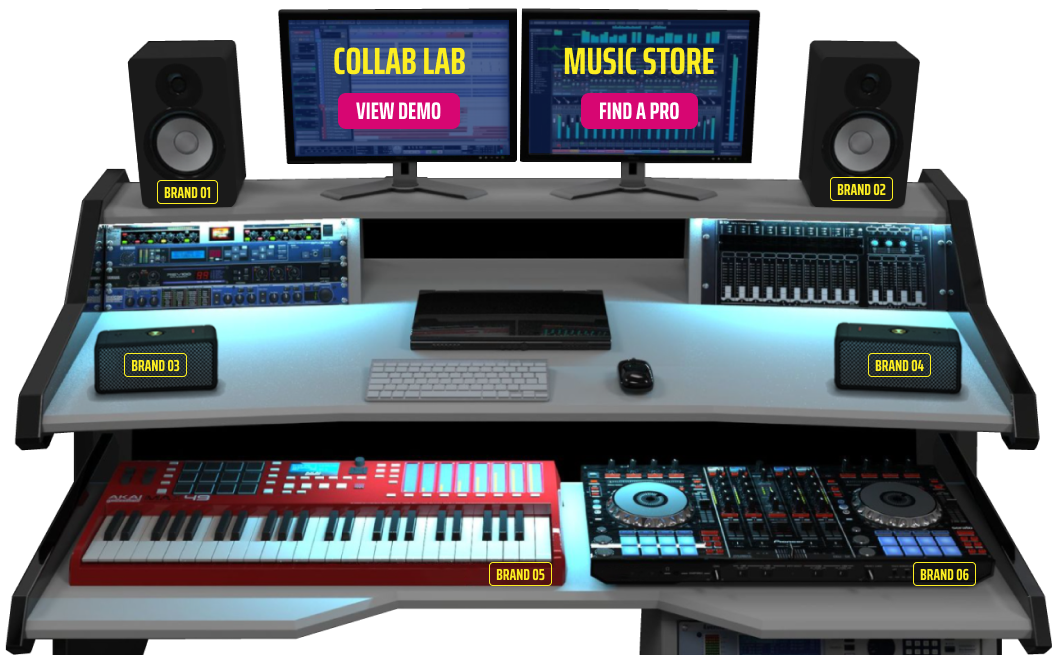 COLLAB LAB
MUSIC STORE
VIEW DEMO
FIND A PRO
BRAND 01
BRAND 02
BRAND 03
BRAND 04
AKAI
49
Pioneer
BRAND 05
BRAND 06